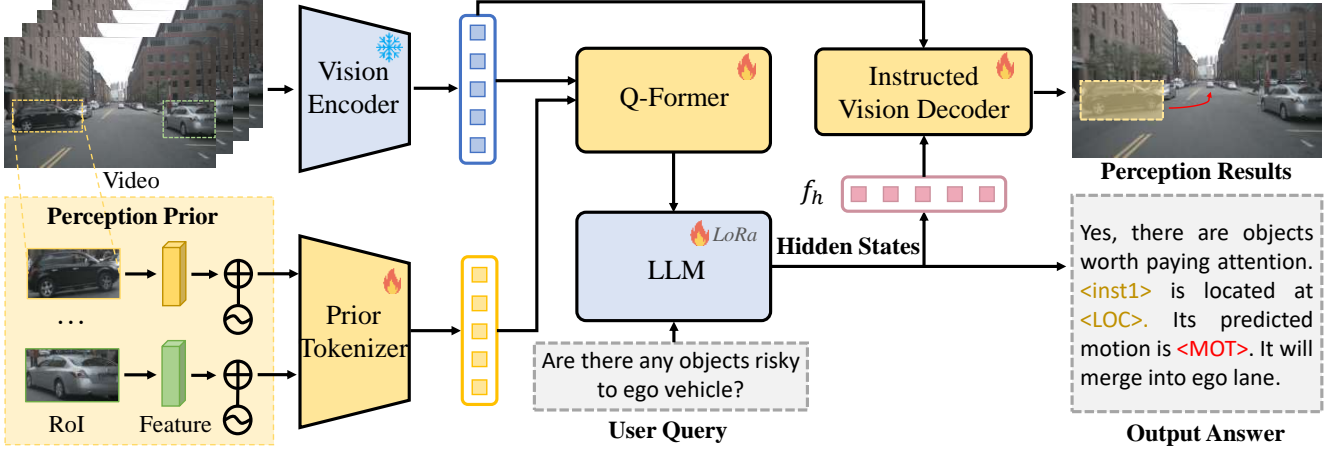 Video
Vision
Encoder
Q-Former
Instructed
Vision Decoder
Perception Results
Perception Prior
...
RoI
Feature
Prior
Tokenizer
LoRa
LLM
Hidden States
f_h
Are there any objects risky
to ego vehicle?
User Query
Yes, there are objects
worth paying attention.
<inst1> is located at
<LOC>. Its predicted
motion is <MOT>. It will
merge into ego lane.
Output Answer